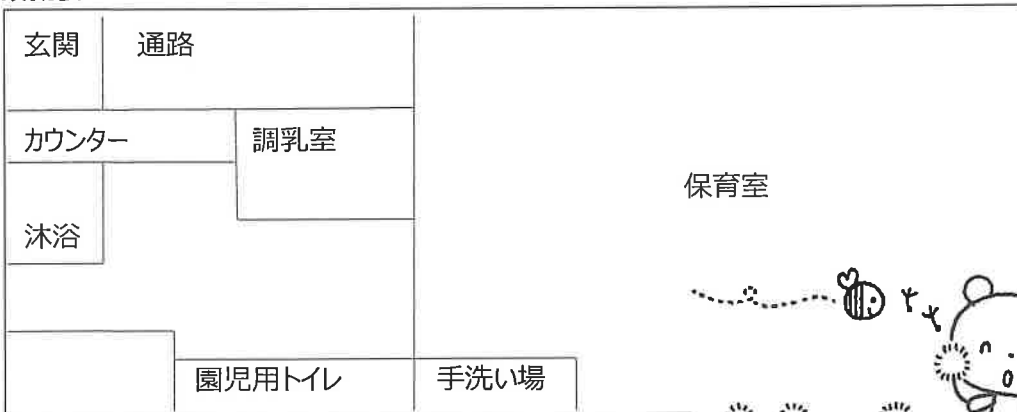 玄関
通路
カウンター
調乳室
保育室
沐浴
園児用トイレ
手洗い場